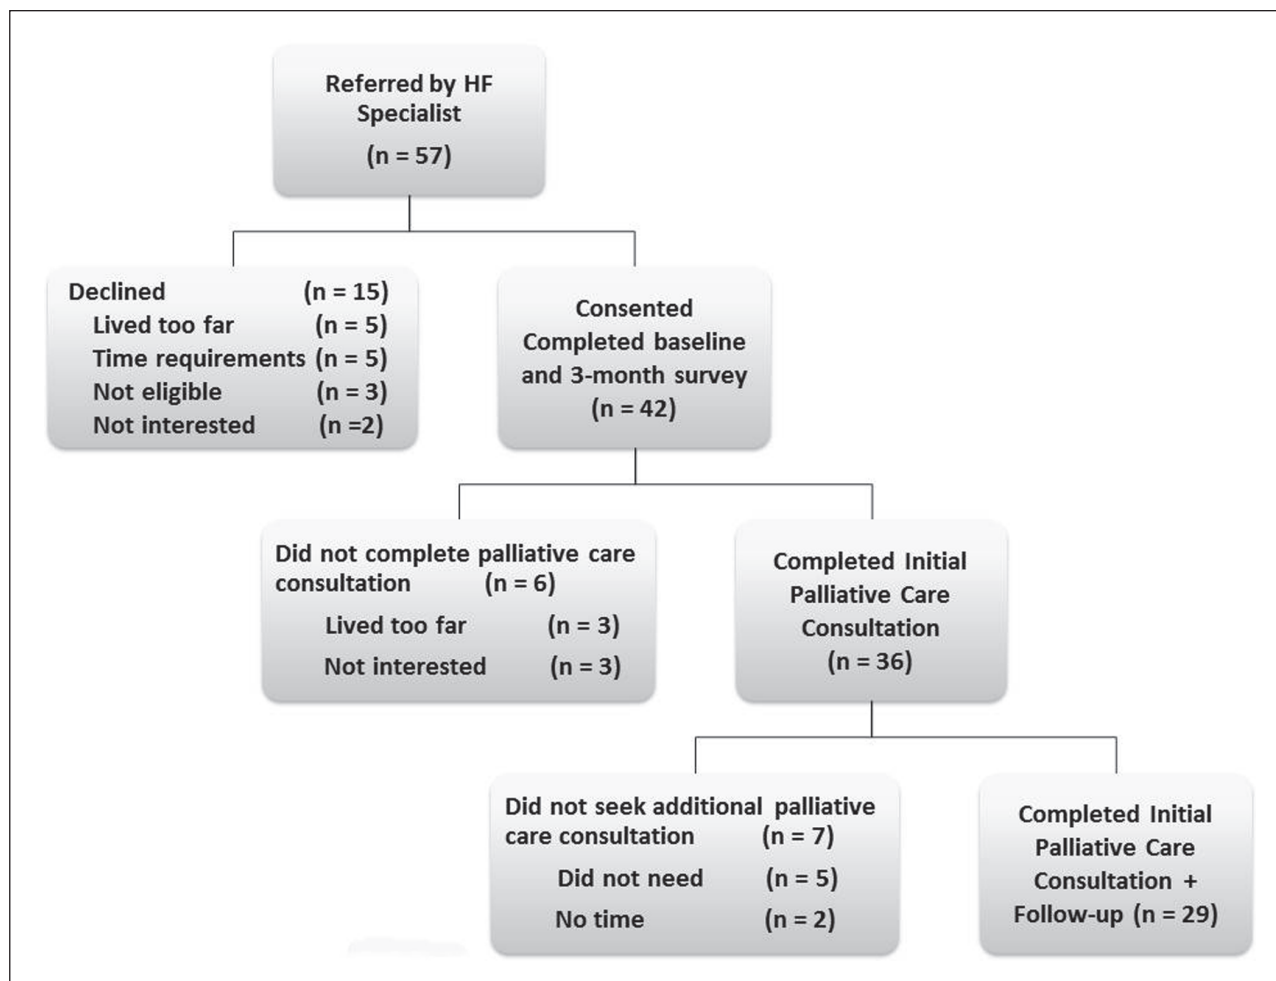 Referred by HF
Specialist
(n = 57)
Declined (n = 15)
Lived too far (n = 5)
Time requirements (n = 5)
Not eligible (n = 3)
Not interested (n =2)
Consented
Completed baseline
and 3-month survey
(n = 42)
Did not complete palliative care
consultation (n = 6)
Lived too far (n = 3)
Not interested (n = 3)
Completed Initial
Palliative Care
Consultation
(n = 36)
Did not seek additional palliative
care consultation (n = 7)
Did not need (n = 5)
No time (n = 2)
Completed Initial
Palliative Care
Consultation +
Follow-up (n = 29)